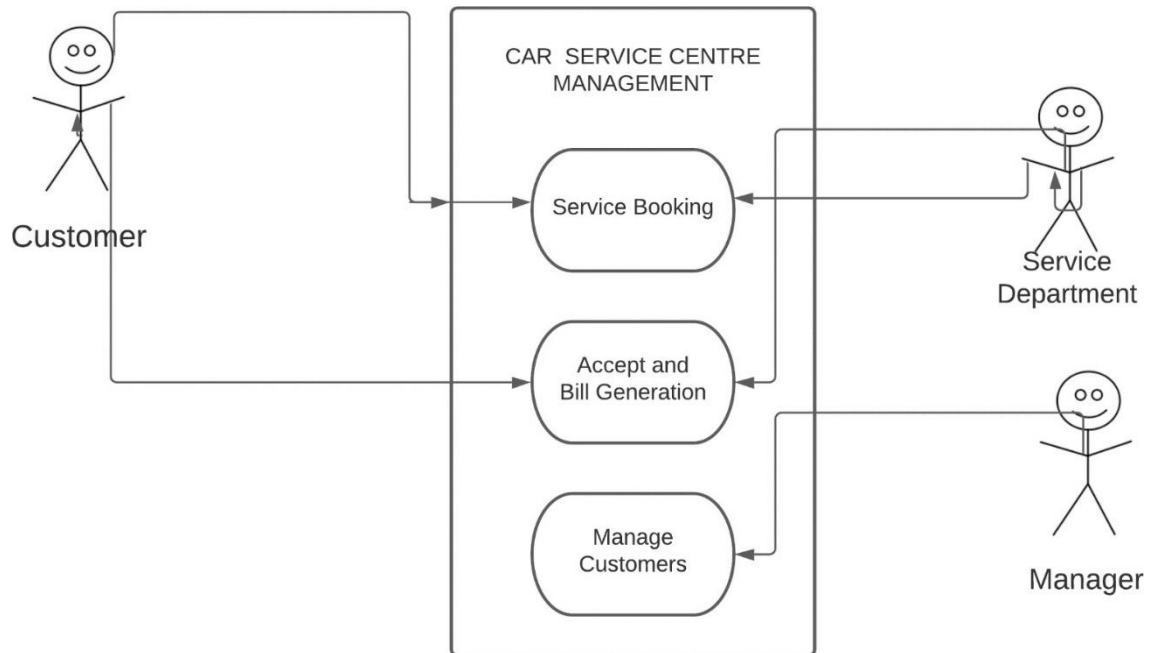 CAR SERVICE CENTRE
MANAGEMENT
Customer
Service Booking
Service
Department
Accept and
Bill Generation
Manage
Customers
Manager